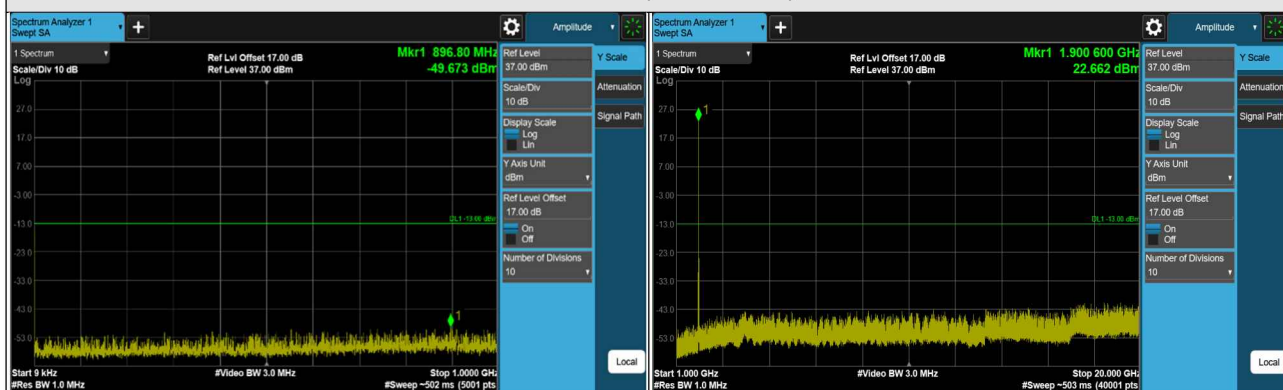 Spectrum Analyzer 1
Swept SA
+
Amplitude
1 Spectrum
Scale/Div 10 dB
Log
Ref Lvl Offset 17.00 dB
Ref Level 37.00 dBm
Mkr1 896.80 MHz
-49.673 dBm
27.0
17.0
7.00
-3.00
-13.0
-23.0
-33.0
-43.0
-53.0
DL1 -13.00 dBm
1
Start 9 kHz
#Res BW 1.0 MHz
#Video BW 3.0 MHz
Stop 1.0000 GHz
#Sweep ~502 ms (5001 pts
Ref Level
37.00 dBm
Scale/Div
10 dB
Display Scale
Log
Lin
Y Axis Unit
dBm
Ref Level Offset
17.00 dB
On
Off
Number of Divisions
10
Y Scale
Attenuation
Signal Path
Local
Spectrum Analyzer 1
Swept SA
+
Amplitude
1 Spectrum
Scale/Div 10 dB
Log
Ref Lvl Offset 17.00 dB
Ref Level 37.00 dBm
Mkr1 1.900 600 GHz
22.662 dBm
27.0
17.0
7.00
-3.00
-13.0
-23.0
-33.0
-43.0
-53.0
DL1 -13.00 dBm
1
Start 1.000 GHz
#Res BW 1.0 MHz
#Video BW 3.0 MHz
Stop 20.000 GHz
#Sweep ~503 ms (40001 pts
Ref Level
37.00 dBm
Scale/Div
10 dB
Display Scale
Log
Lin
Y Axis Unit
dBm
Ref Level Offset
17.00 dB
On
Off
Number of Divisions
10
Y Scale
Attenuation
Signal Path
Local